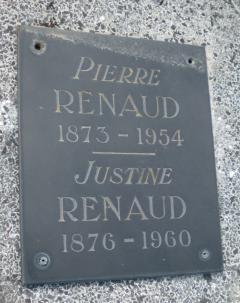 PIERRE
RENAUD
1873 - 1954
JUSTINE
RENAUD
1876 - 1960